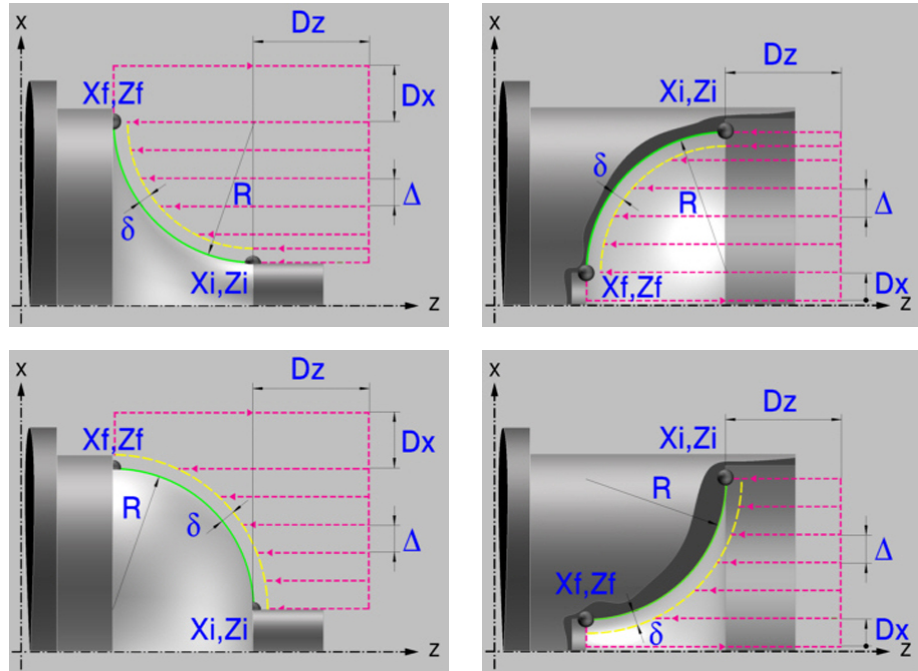 x
Dz
Xf,Zf
Dx
R
Δ
δ
Xi,Zi
z
x
Dz
Xi,Zi
δ
R
Δ
Xf,Zf
Dx
z
x
Dz
Xf,Zf
Dx
R
δ
Δ
Xi,Zi
z
x
Dz
Xi,Zi
R
Δ
Xf,Zf
δ
Dx
z